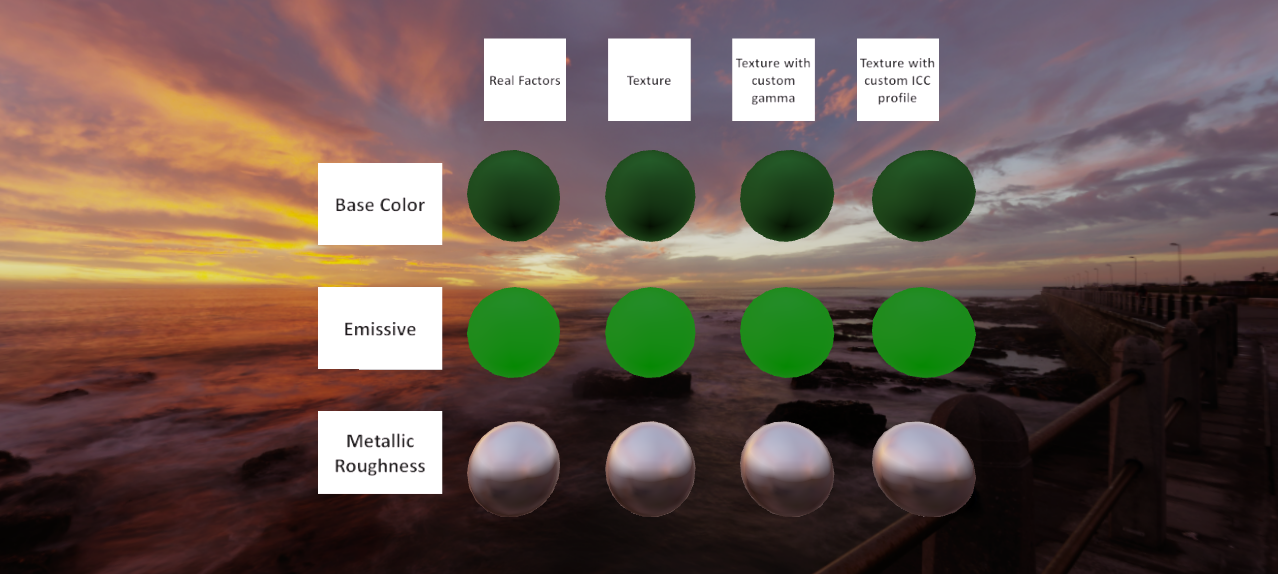 Real Factors
Texture
Texture with
custom
gamma
Texture with
custom ICC
profile
Base Color
Emissive
Metallic
Roughness